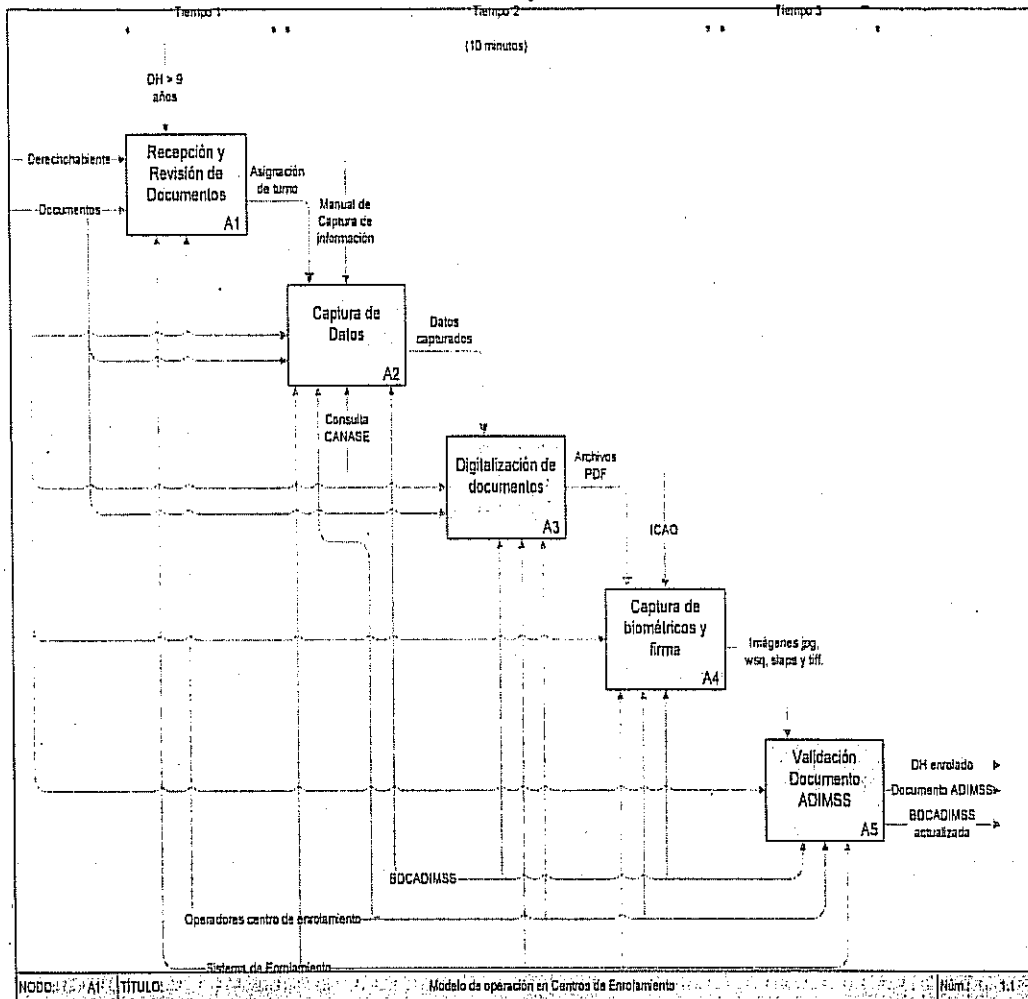 Tiempo 1
Tiempo 2
Tiempo 3
(10 minutos)
DH > 9
años
Derechohabiente
Documentos
Recepción y
Revisión de
Documentos
A1
Asignación
de turno
Manual de
Captura de
información
Captura de
Datos
A2
Datos
capturados
Consulta
CANASE
Digitalización de
documentos
A3
Archivos
PDF
ICAO
Captura de
biométricos y
firma
A4
Imágenes jpg,
wsq, slaps y tiff.
Validación
Documento
ADIMSS
A5
DH enrolado
Documento ADIMSS
BDCADIMSS
actualizada
BDCADIMSS
Operadores centro de enrolamiento
Sistema de Enrolamiento
NODO: A1
TÍTULO:
Modelo de operación en Centros de Enrolamiento
Núm.: 1.1